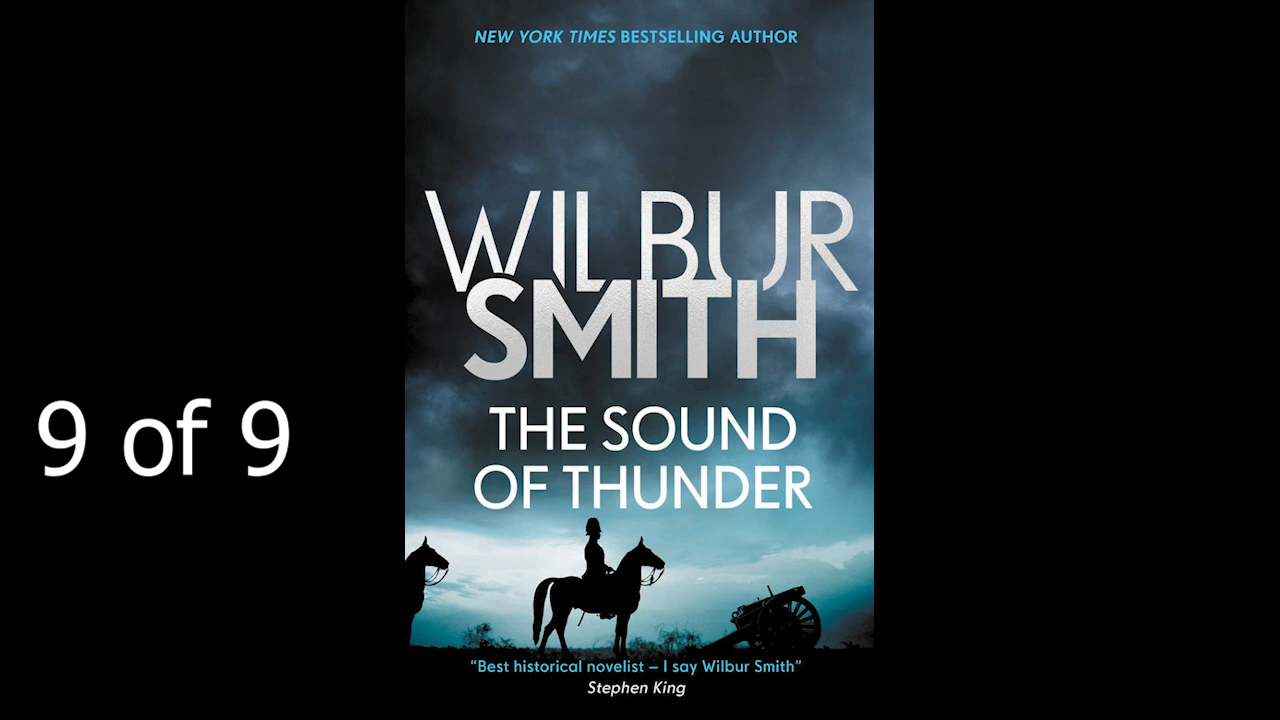 NEW YORK TIMES BESTSELLING AUTHOR
WILBUR
SMITH
THE SOUND
OF THUNDER
9 of 9
“Best historical novelist – I say Wilbur Smith”
Stephen King